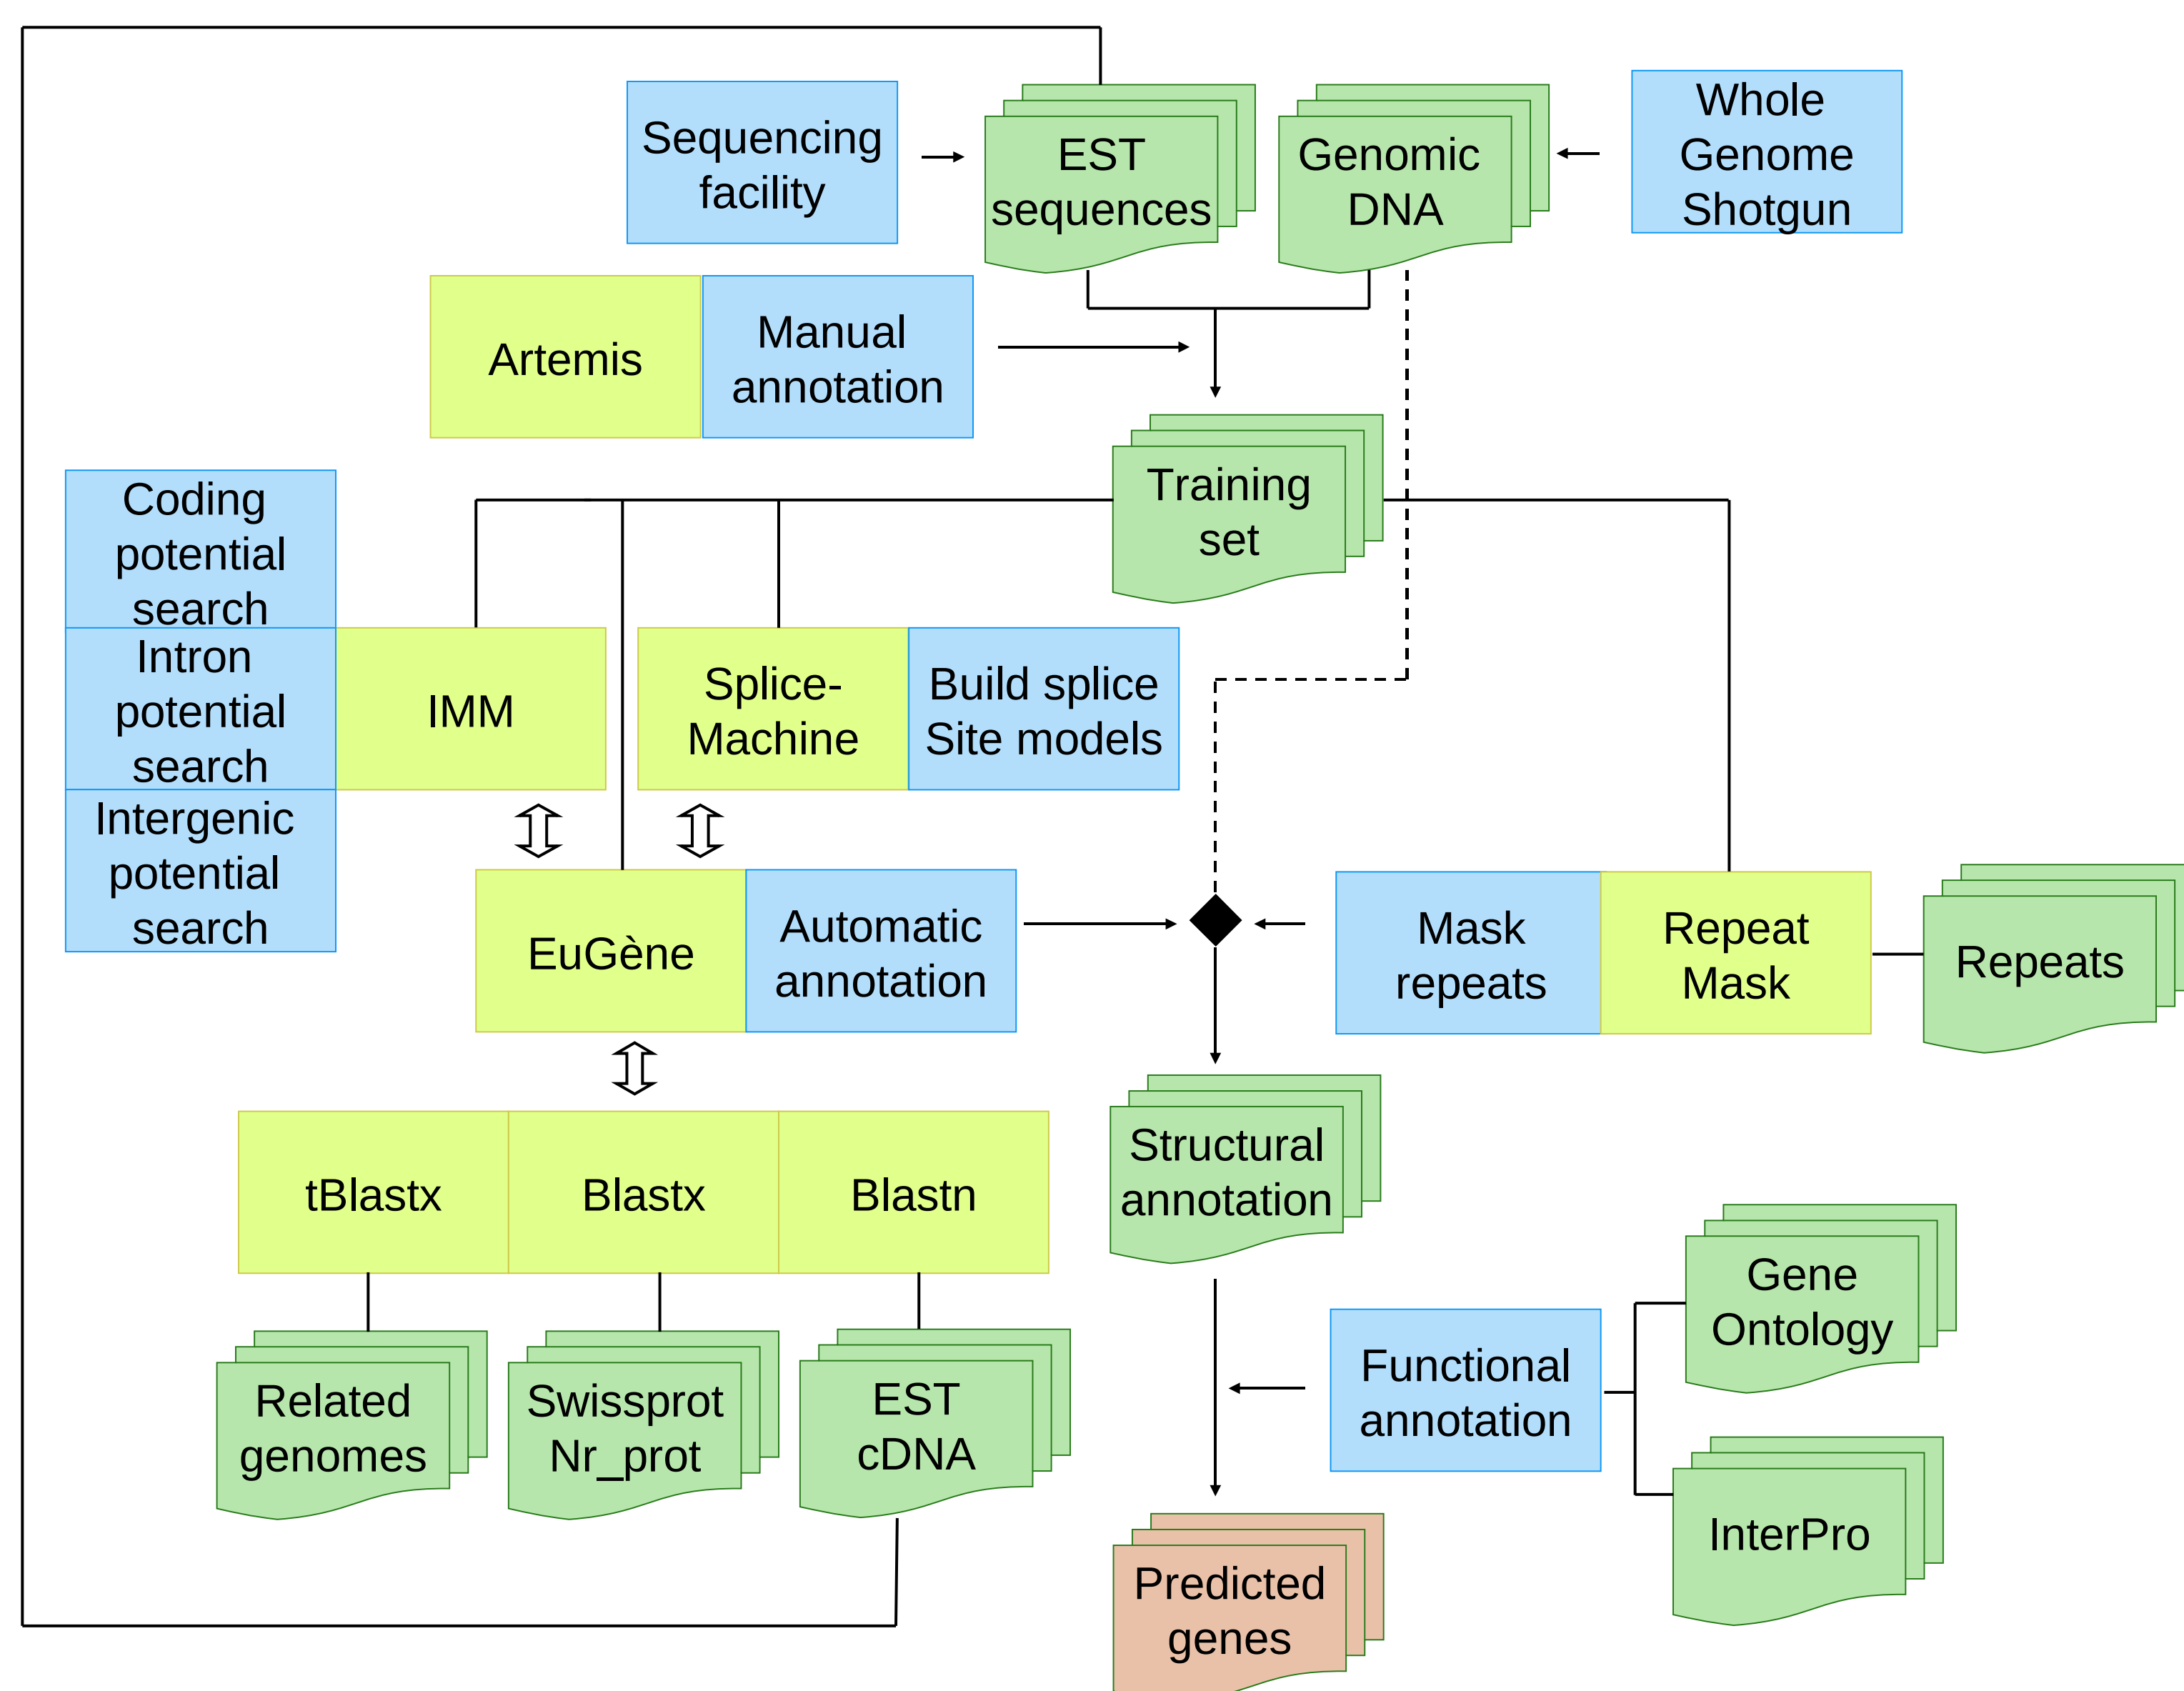 Sequencing
facility
EST
sequences
Genomic
DNA
Whole
Genome
Shotgun
Artemis
Manual
annotation
Training
set
Coding
potential
search
Intron
potential
search
Intergenic
potential
search
IMM
Splice-
Machine
Build splice
Site models
EuGène
Automatic
annotation
Mask
repeats
Repeat
Mask
Repeats
tBlastx
Blastx
Blastn
Structural
annotation
Related
genomes
Swissprot
Nr_prot
EST
cDNA
Functional
annotation
Gene
Ontology
InterPro
Predicted
genes